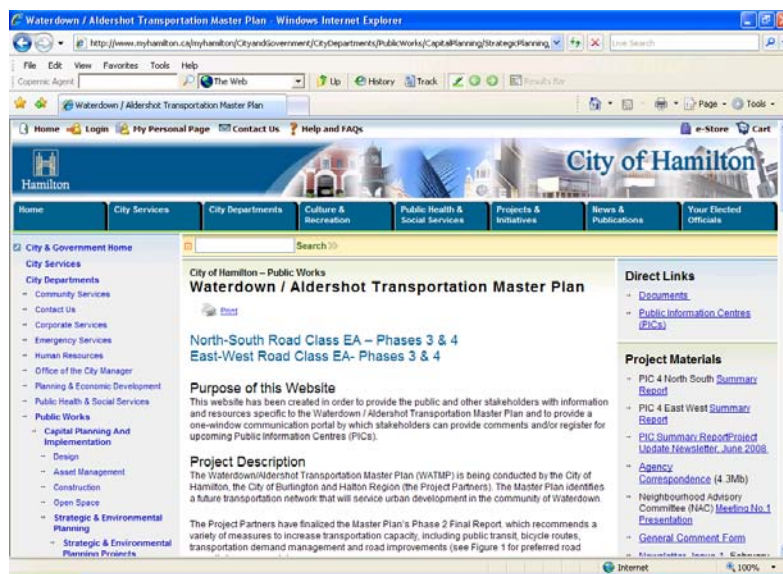 Waterdown / Aldershot Transportation Master Plan - Windows Internet Explorer
http://www.myhamilton.ca/myhamilton/CityandGovernment/CityDepartments/PublicWorks/CapitalPlanning/StrategicPlanning,
Live Search
File Edit View Favorites Tools Help
Copernic Agent The Web Up History Track Results Bar
Waterdown / Aldershot Transportation Master Plan Page Tools
Home Login My Personal Page Contact Us Help and FAQs e-Store Cart
Hamilton
City of Hamilton
Home
City Services
City Departments
Culture &
Recreation
Public Health &
Social Services
Projects &
Initiatives
News &
Publications
Your Elected
Officials
City & Government Home
City Services
City Departments
Community Services
Contact Us
Corporate Services
Emergency Services
Human Resources
Office of the City Manager
Planning & Economic Development
Public Health & Social Services
Public Works
Capital Planning And
Implementation
Design
Asset Management
Construction
Open Space
Strategic & Environmental
Planning
Strategic & Environmental
Planning Projects
Search
City of Hamilton – Public Works
Waterdown / Aldershot Transportation Master Plan
Print
North-South Road Class EA – Phases 3 & 4
East-West Road Class EA- Phases 3 & 4
Purpose of this Website
This website has been created in order to provide the public and other stakeholders with information
and resources specific to the Waterdown / Aldershot Transportation Master Plan and to provide a
one-window communication portal by which stakeholders can provide comments and/or register for
upcoming Public Information Centres (PICs).
Project Description
The Waterdown/Aldershot Transportation Master Plan (WATMP) is being conducted by the City of
Hamilton, the City of Burlington and Halton Region (the Project Partners). The Master Plan identifies
a future transportation network that will service urban development in the community of Waterdown.
The Project Partners have finalized the Master Plan's Phase 2 Final Report, which recommends a
variety of measures to increase transportation capacity, including public transit, bicycle routes,
transportation demand management and road improvements (see Figure 1 for preferred road
Direct Links
Documents
Public Information Centres
(PICs)
Project Materials
PIC 4 North South Summary
Report
PIC 4 East West Summary
Report
PIC Summary ReportProject
Update Newsletter, June 2008
Agency
Correspondence (4.3Mb)
Neighbourhood Advisory
Committee (NAC) Meeting No.1
Presentation
General Comment Form
Newsletter Issue 1 February
Internet 100%